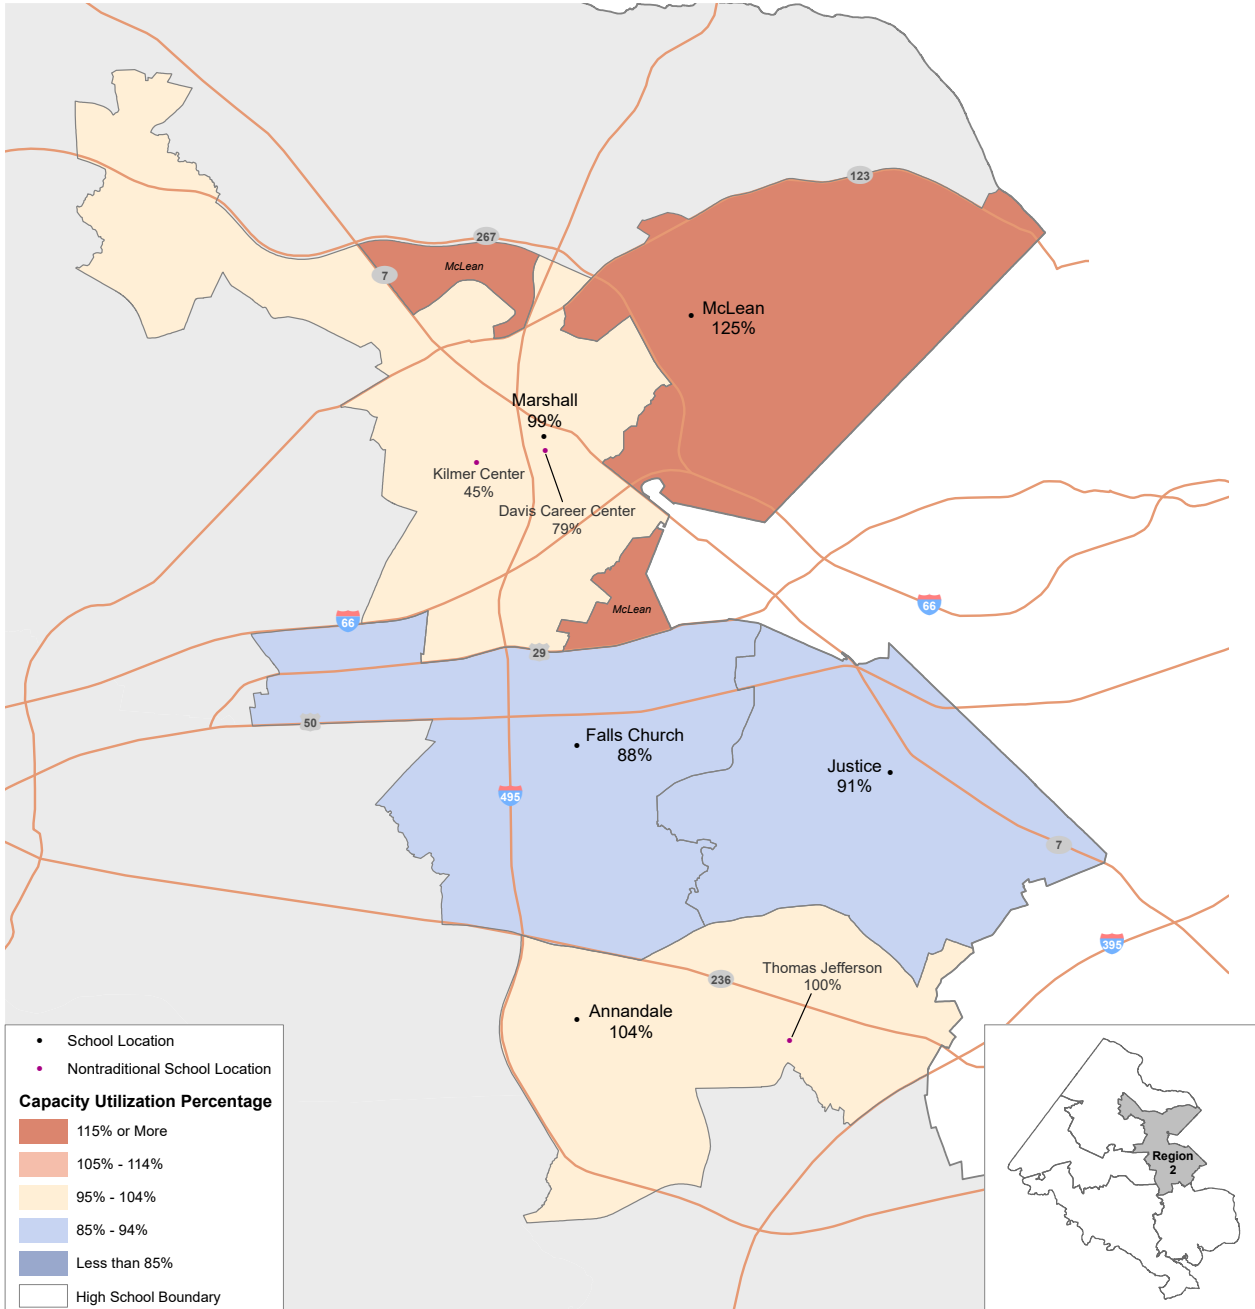 123
267
7
McLean
McLean
125%
Marshall
99%
Kilmer Center
45%
Davis Career Center
79%
McLean
66
66
29
50
Falls Church
88%
Justice
91%
495
7
395
Thomas Jefferson
100%
236
Annandale
104%
School Location
Nontraditional School Location
Capacity Utilization Percentage
115% or More
105% - 114%
95% - 104%
85% - 94%
Less than 85%
High School Boundary
Region
2